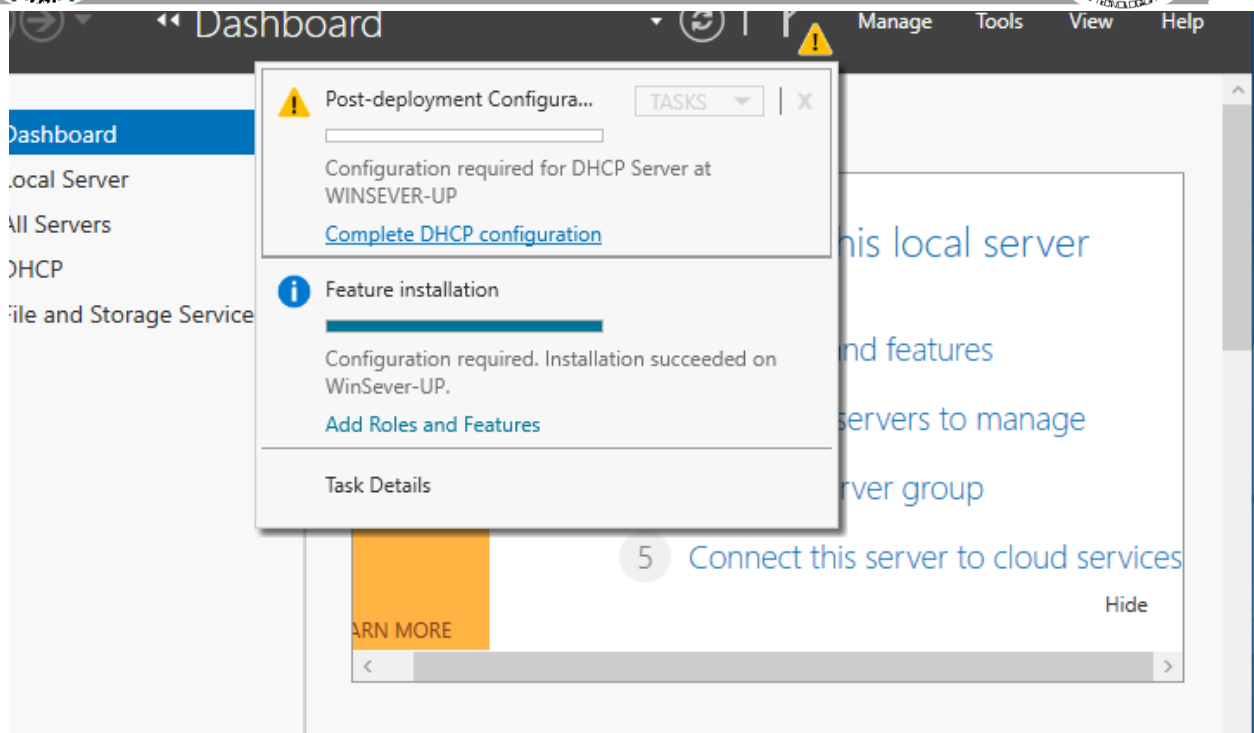 Dashboard
Manage Tools View Help
Post-deployment Configura...
TASKS
X
Configuration required for DHCP Server at
WINSEVER-UP
Complete DHCP configuration
Feature installation
Configuration required. Installation succeeded on
WinSever-UP.
Add Roles and Features
Task Details
Dashboard
Local Server
All Servers
DHCP
File and Storage Service
his local server
nd features
servers to manage
rver group
5 Connect this server to cloud services
Hide
ARN MORE